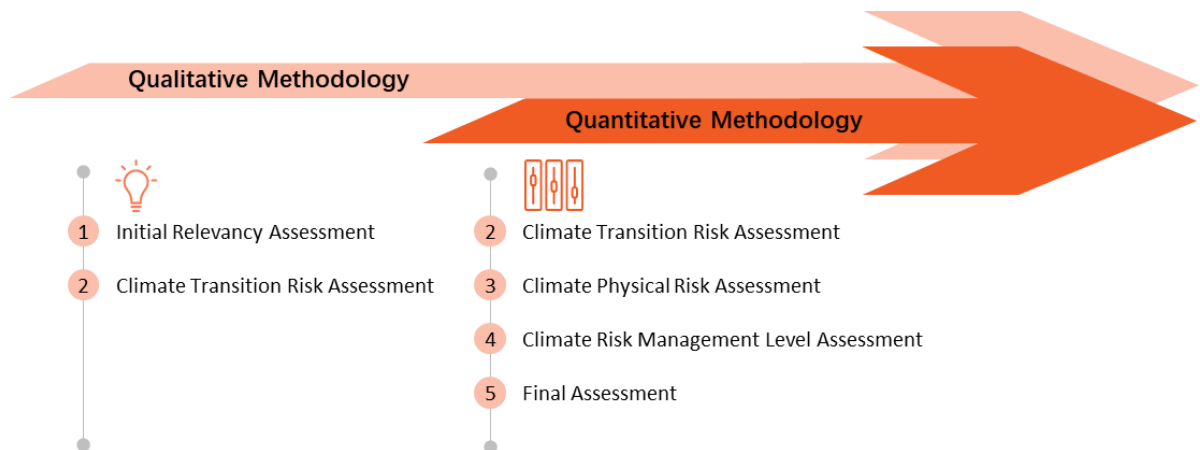 Qualitative Methodology
Quantitative Methodology
1 Initial Relevancy Assessment
2 Climate Transition Risk Assessment
2 Climate Transition Risk Assessment
3 Climate Physical Risk Assessment
4 Climate Risk Management Level Assessment
5 Final Assessment